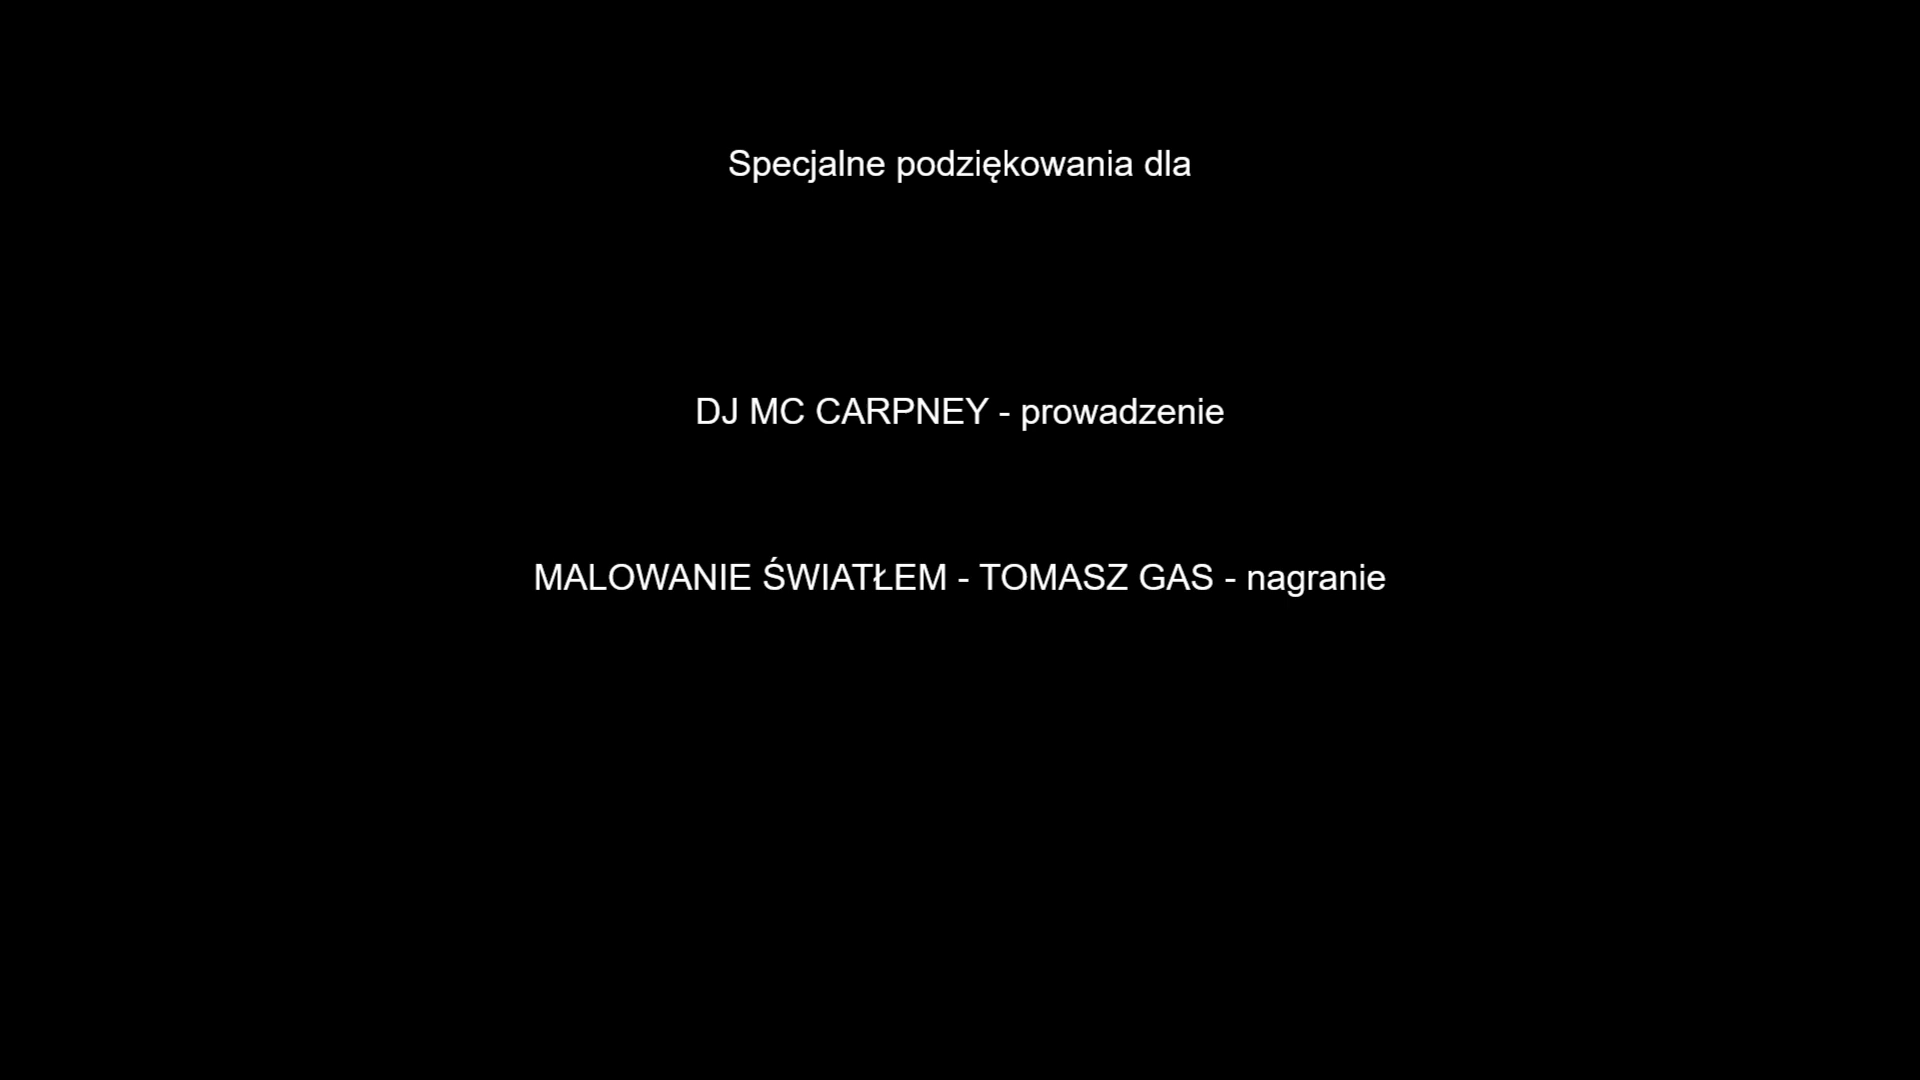 Specjalne podziękowania dla
DJ MC CARPNEY - prowadzenie
MALOWANIE ŚWIATŁEM - TOMASZ GAS - nagranie